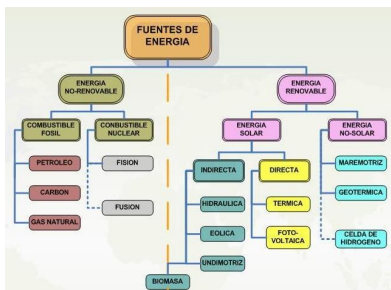 FUENTES DE
ENERGIA
ENERGIA
NO-RENOVABLE
ENERGIA
RENOVABLE
COMBUSTIBLE
FOSIL
CONBUSTIBLE
NUCLEAR
ENERGIA
SOLAR
ENERGIA
NO-SOLAR
PETROLEO
CARBON
GAS NATURAL
FISION
FUSION
INDIRECTA
HIDRAULICA
EOLICA
UNDIMOTRIZ
BIOMASA
DIRECTA
TERMICA
FOTO-
VOLTAICA
MAREMOTRIZ
GEOTERMICA
CELDA DE
HIDROGENO